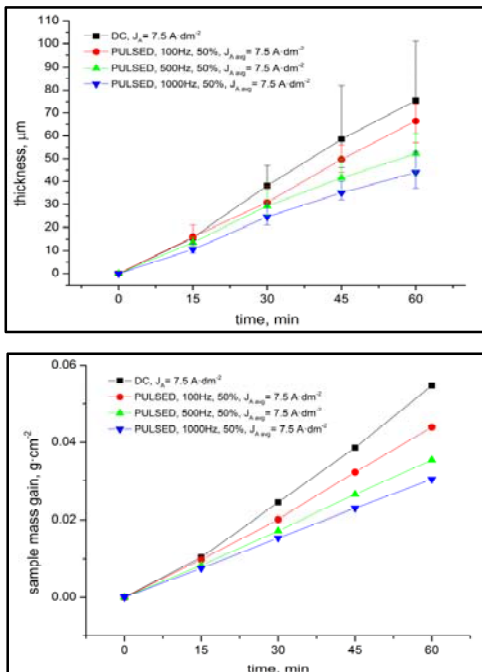 DC, J_A = 7.5 A·dm⁻²
PULSED, 100Hz, 50%, J_A avg = 7.5 A·dm⁻²
PULSED, 500Hz, 50%, J_A avg = 7.5 A·dm⁻²
PULSED, 1000Hz, 50%, J_A avg = 7.5 A·dm⁻²
thickness, μm
110
100
90
80
70
60
50
40
30
20
10
0
0 15 30 45 60
time, min
DC, J_A = 7.5 A·dm⁻²
PULSED, 100Hz, 50%, J_A avg = 7.5 A·dm⁻²
PULSED, 500Hz, 50%, J_A avg = 7.5 A·dm⁻²
PULSED, 1000Hz, 50%, J_A avg = 7.5 A·dm⁻²
sample mass gain, g·cm⁻²
0.06
0.04
0.02
0.00
0 15 30 45 60
time, min